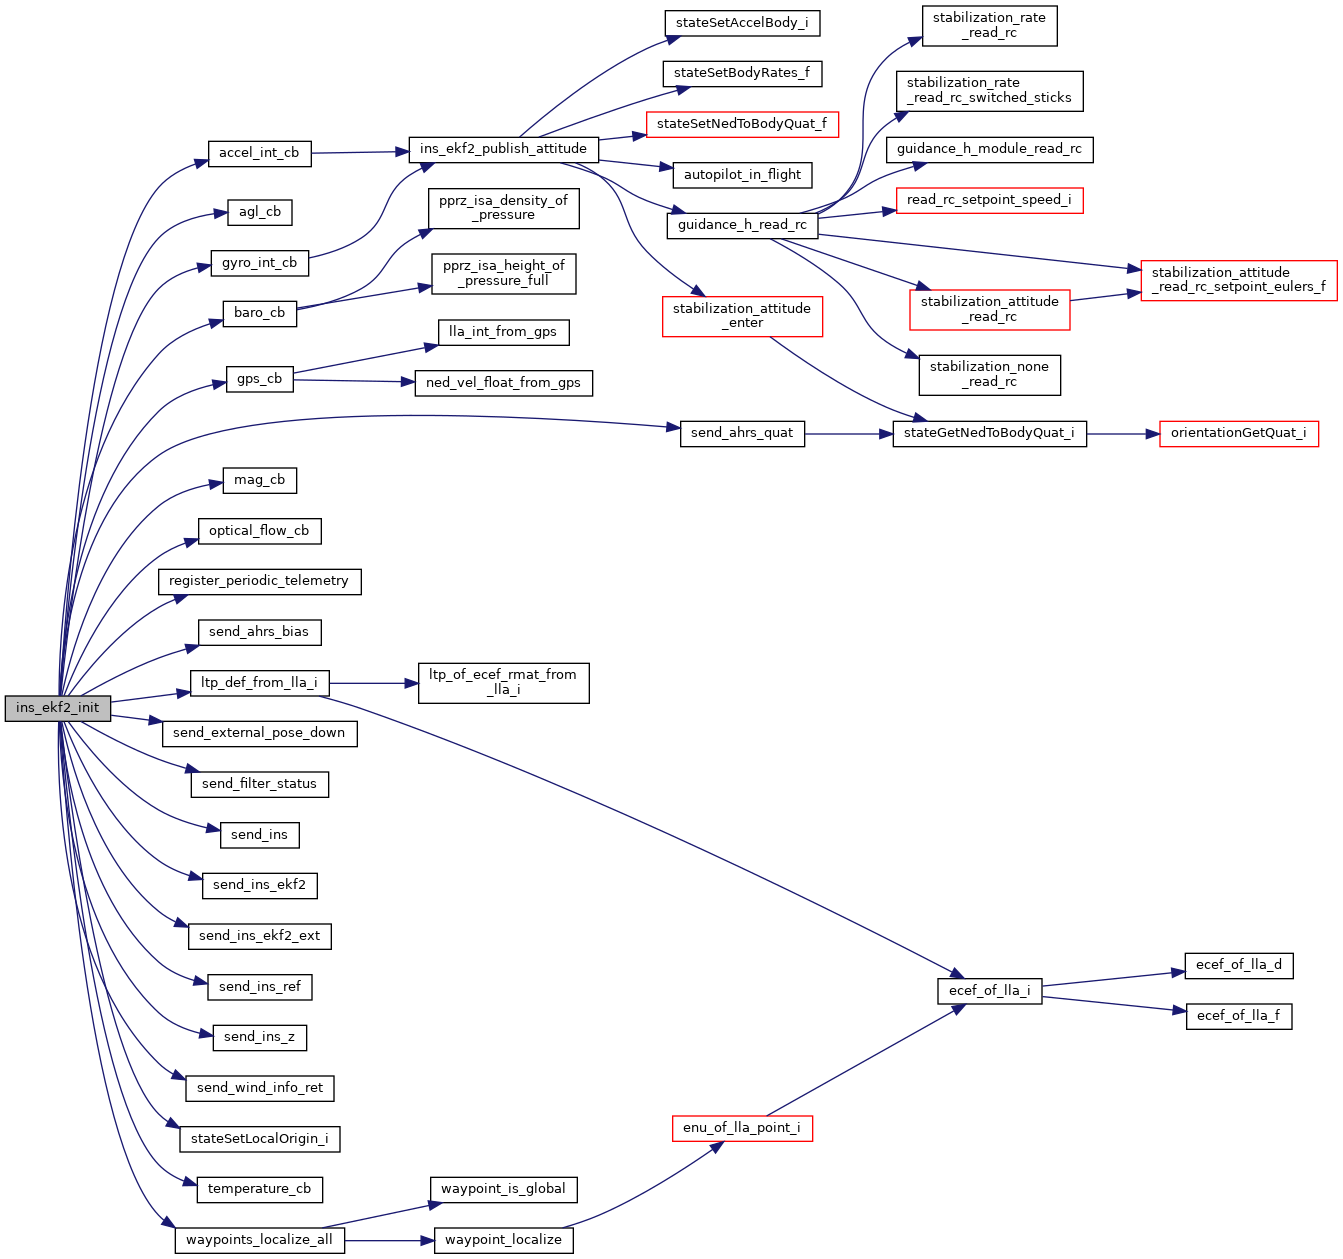 ins_ekf2_init
accel_int_cb
agl_cb
gyro_int_cb
baro_cb
gps_cb
mag_cb
optical_flow_cb
register_periodic_telemetry
send_ahrs_bias
ltp_def_from_lla_i
send_external_pose_down
send_filter_status
send_ins
send_ins_ekf2
send_ins_ekf2_ext
send_ins_ref
send_ins_z
send_wind_info_ret
stateSetLocalOrigin_i
temperature_cb
waypoints_localize_all
ins_ekf2_publish_attitude
pprz_isa_density_of
_pressure
pprz_isa_height_of
_pressure_full
lla_int_from_gps
ned_vel_float_from_gps
ltp_of_ecef_rmat_from
_lla_i
waypoint_is_global
waypoint_localize
stateSetAccelBody_i
stateSetBodyRates_f
stateSetNedToBodyQuat_f
autopilot_in_flight
guidance_h_read_rc
stabilization_attitude
_enter
send_ahrs_quat
enu_of_lla_point_i
stabilization_rate
_read_rc
stabilization_rate
_read_rc_switched_sticks
guidance_h_module_read_rc
read_rc_setpoint_speed_i
stabilization_attitude
_read_rc
stabilization_none
_read_rc
stateGetNedToBodyQuat_i
ecef_of_lla_i
stabilization_attitude
_read_rc_setpoint_eulers_f
orientationGetQuat_i
ecef_of_lla_d
ecef_of_lla_f